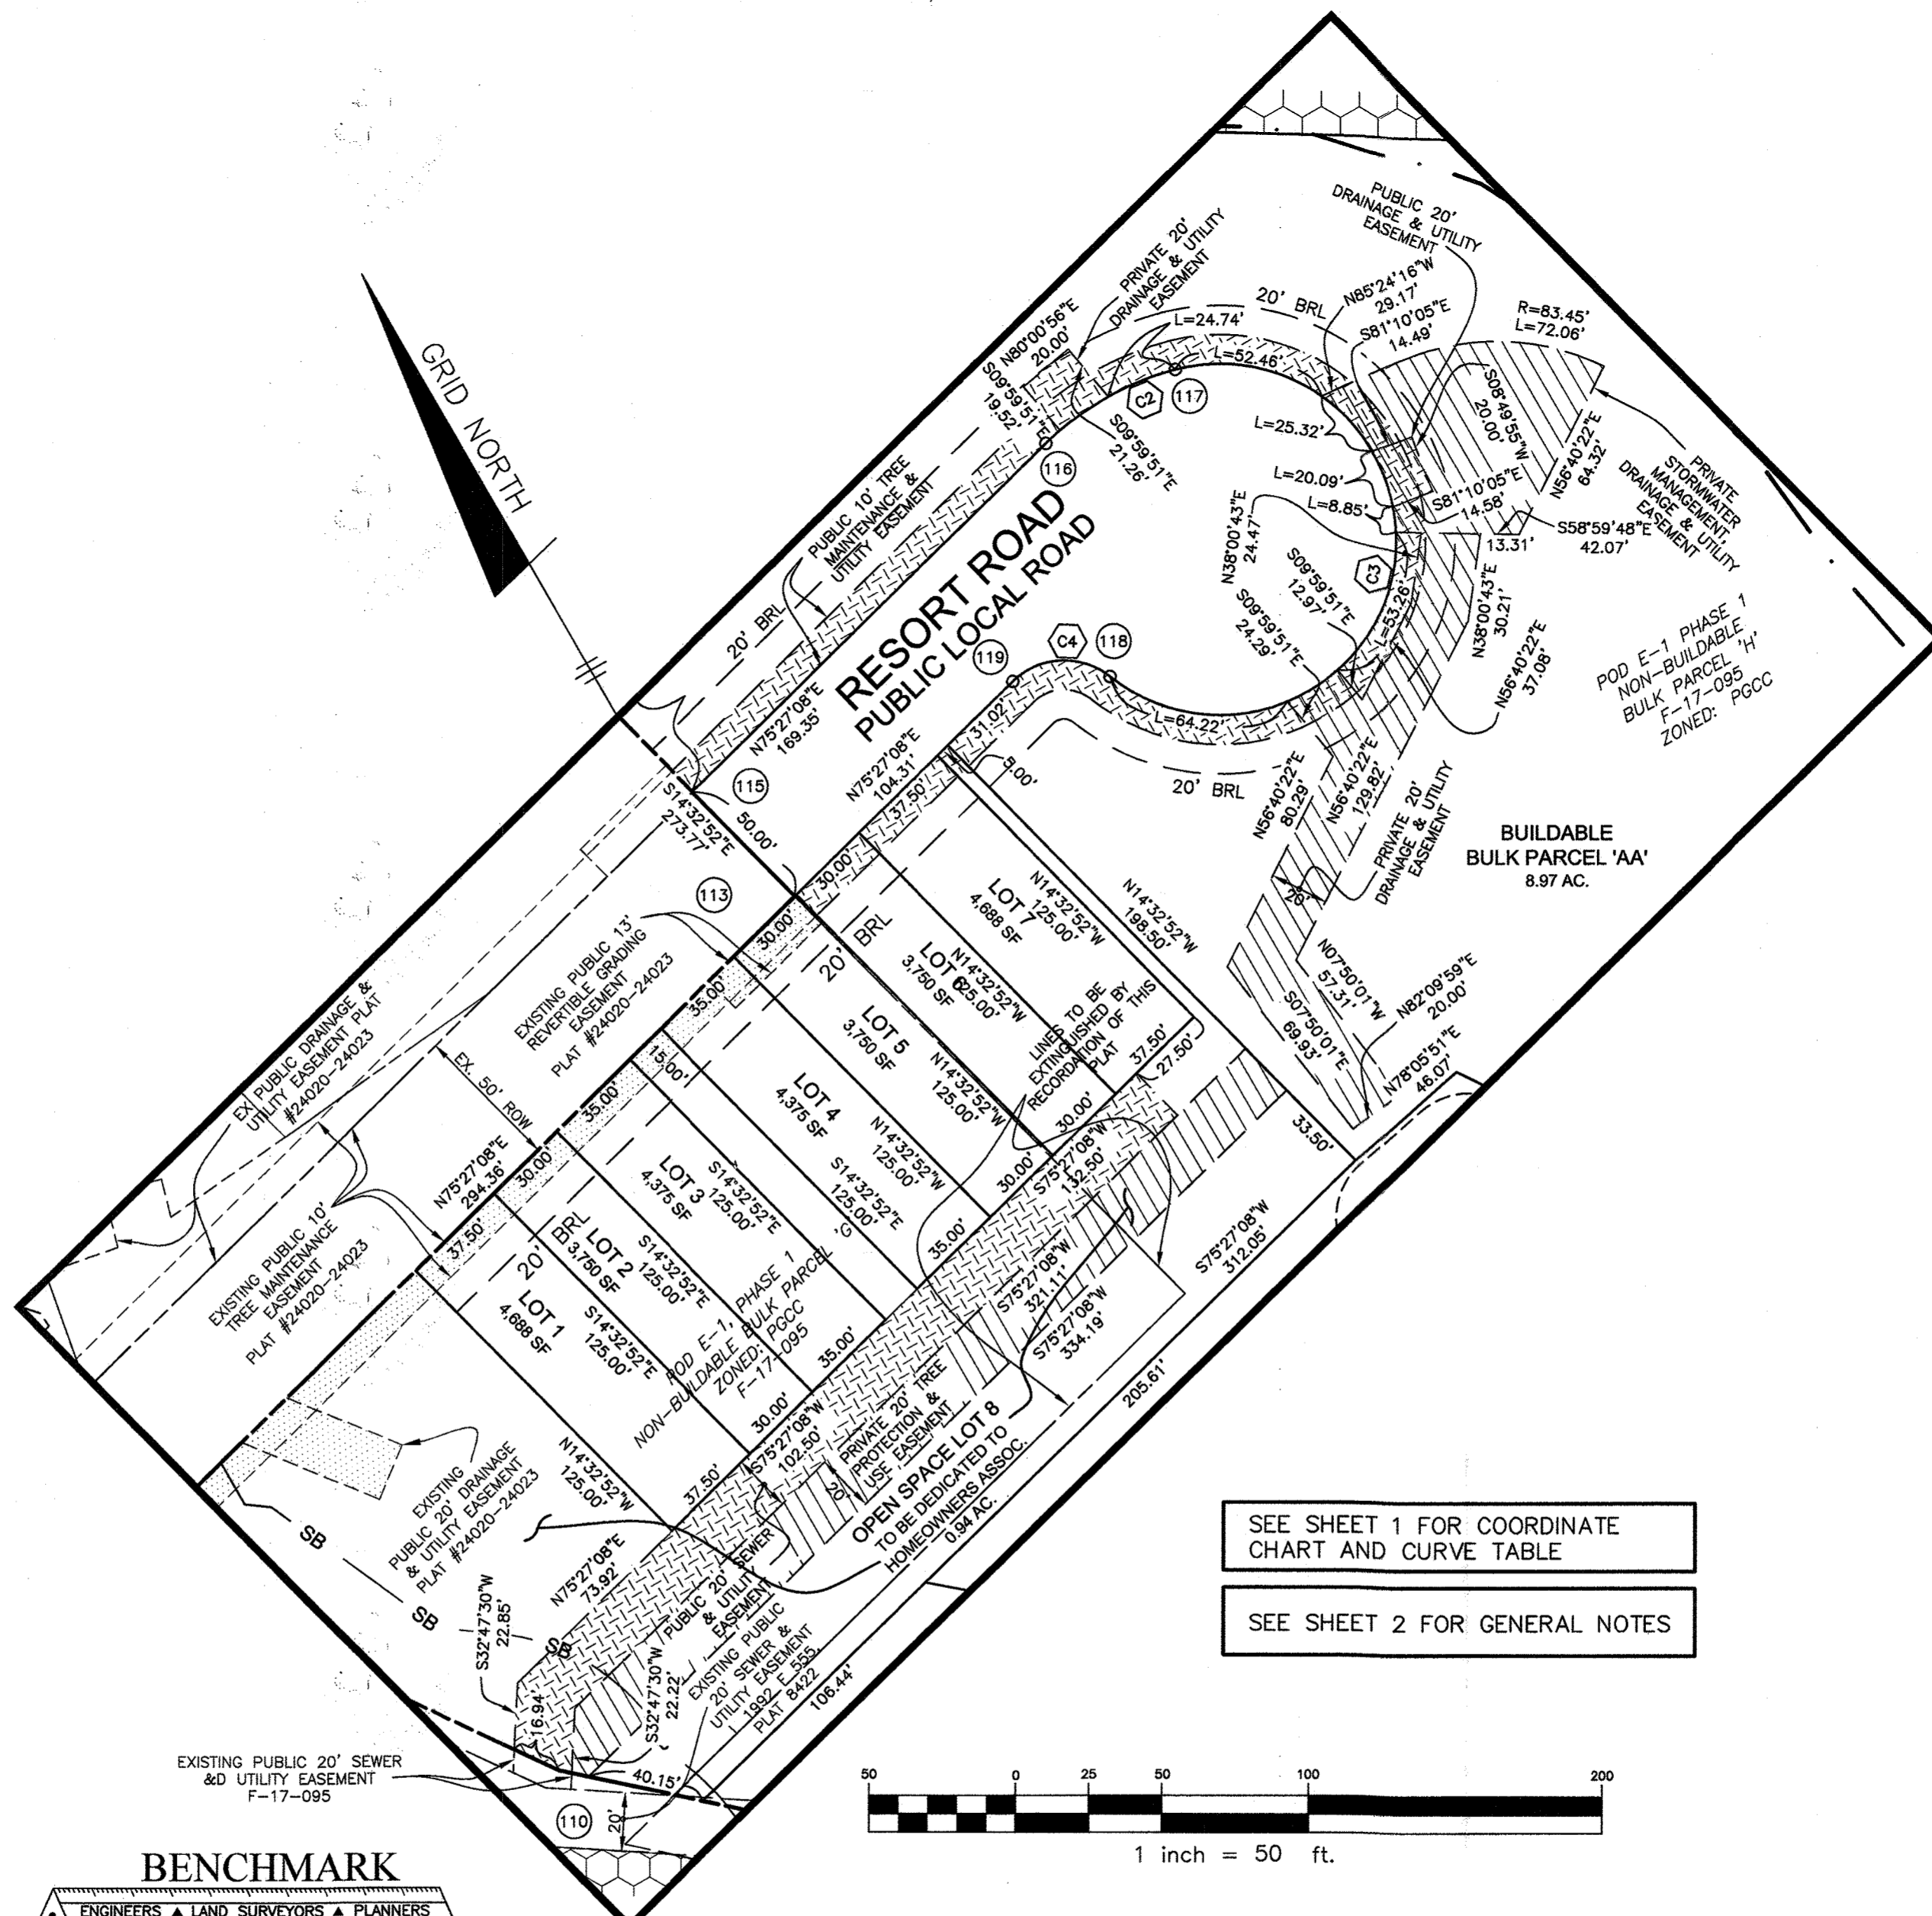 PUBLIC 20'
DRAINAGE & UTILITY
EASEMENT
PRIVATE 20'
DRAINAGE & UTILITY
EASEMENT
N80°00'56"E
20.00'
S09°59'51"E
19.52'
20' BRL
L=24.74'
L=52.46'
N85°24'16"W
29.17'
S81°10'05"E
14.49'
R=83.45'
L=72.06'
C2
117
S08°49'55"W
20.00'
N56°40'22"E
64.32'
L=25.32'
L=20.09'
L=8.85'
S81°10'05"E
14.58'
S58°59'48"E
42.07'
13.31'
PRIVATE
STORMWATER
MANAGEMENT,
DRAINAGE & UTILITY
EASEMENT
GRID NORTH
116
S09°59'51"E
21.26'
PUBLIC 10' TREE
MAINTENANCE &
UTILITY EASEMENT
20' BRL
RESORT ROAD
PUBLIC LOCAL ROAD
N38°00'43"E
24.47'
S09°59'51"E
12.97'
S09°59'51"E
24.29'
C3
L=53.26'
N38°00'43"E
30.21'
N56°40'22"E
37.08'
POD E-1 PHASE 1
NON-BUILDABLE
BULK PARCEL 'H'
F-17-095
ZONED: PGCC
119
C4
118
L=64.22'
20' BRL
N75°27'08"E
169.35'
115
50.00'
S14°32'52"E
273.77'
N75°27'08"E
104.31'
31.02'
37.50'
30.00'
5.00'
N56°40'22"E
80.29'
N56°40'22"E
129.82'
PRIVATE 20'
DRAINAGE & UTILITY
EASEMENT
20'
BUILDABLE
BULK PARCEL 'AA'
8.97 AC.
113
EXISTING PUBLIC 13'
REVERTIBLE GRADING
EASEMENT
PLAT #24020-24023
30.00'
35.00'
15.00'
35.00'
30.00'
37.50'
20' BRL
LOT 7
4,688 SF
N14°32'52"W
125.00'
N14°32'52"W
198.50'
LOT 6
3,750 SF
N14°32'52"W
125.00'
LOT 5
3,750 SF
N14°32'52"W
125.00'
LINES TO BE
EXTINGUISHED BY
RECORDATION OF THIS
PLAT
37.50'
27.50'
30.00'
30.00'
S75°27'08"W
132.50'
35.00'
LOT 4
4,375 SF
N14°32'52"W
125.00'
S14°32'52"E
125.00'
LOT 3
4,375 SF
S14°32'52"E
125.00'
LOT 2
3,750 SF
S14°32'52"E
125.00'
20' BRL
LOT 1
4,688 SF
S14°32'52"E
125.00'
N07°50'01"W
57.31'
S07°50'01"E
69.93'
N82°09'59"E
20.00'
N78°05'51"E
46.07'
33.50'
S75°27'08"W
312.05'
S75°27'08"W
321.11'
S75°27'08"W
334.19'
205.61'
EX. PUBLIC DRAINAGE &
UTILITY EASEMENT PLAT
#24020-24023
EX. 50' ROW
N75°27'08"E
294.36'
EXISTING PUBLIC 10'
TREE MAINTENANCE
EASEMENT
PLAT #24020-24023
POD E-1, PHASE 1
NON-BUILDABLE BULK PARCEL 'G'
ZONED: PGCC
F-17-095
35.00'
30.00'
37.50'
S75°27'08"W
102.50'
PRIVATE 20' TREE
PROTECTION &
USE EASEMENT
20'
OPEN SPACE LOT 8
TO BE DEDICATED TO
HOMEOWNERS ASSOC.
0.94 AC.
EXISTING
PUBLIC 20' DRAINAGE
& UTILITY EASEMENT
PLAT #24020-24023
N14°32'52"W
125.00'
SB
SB
SB
N75°27'08"E
73.92'
S32°47'30"W
22.85'
16.94'
S32°47'30"W
22.22'
PUBLIC 20' SEWER
& UTILITY
EASEMENT
EXISTING PUBLIC
20' SEWER &
UTILITY EASEMENT
1992 E 555
PLAT 8422
106.44'
EXISTING PUBLIC 20' SEWER
&D UTILITY EASEMENT
F-17-095
40.15'
20'
110
SEE SHEET 1 FOR COORDINATE
CHART AND CURVE TABLE
SEE SHEET 2 FOR GENERAL NOTES
50 0 25 50 100 200
1 inch = 50 ft.
BENCHMARK
ENGINEERS ▲ LAND SURVEYORS ▲ PLANNERS